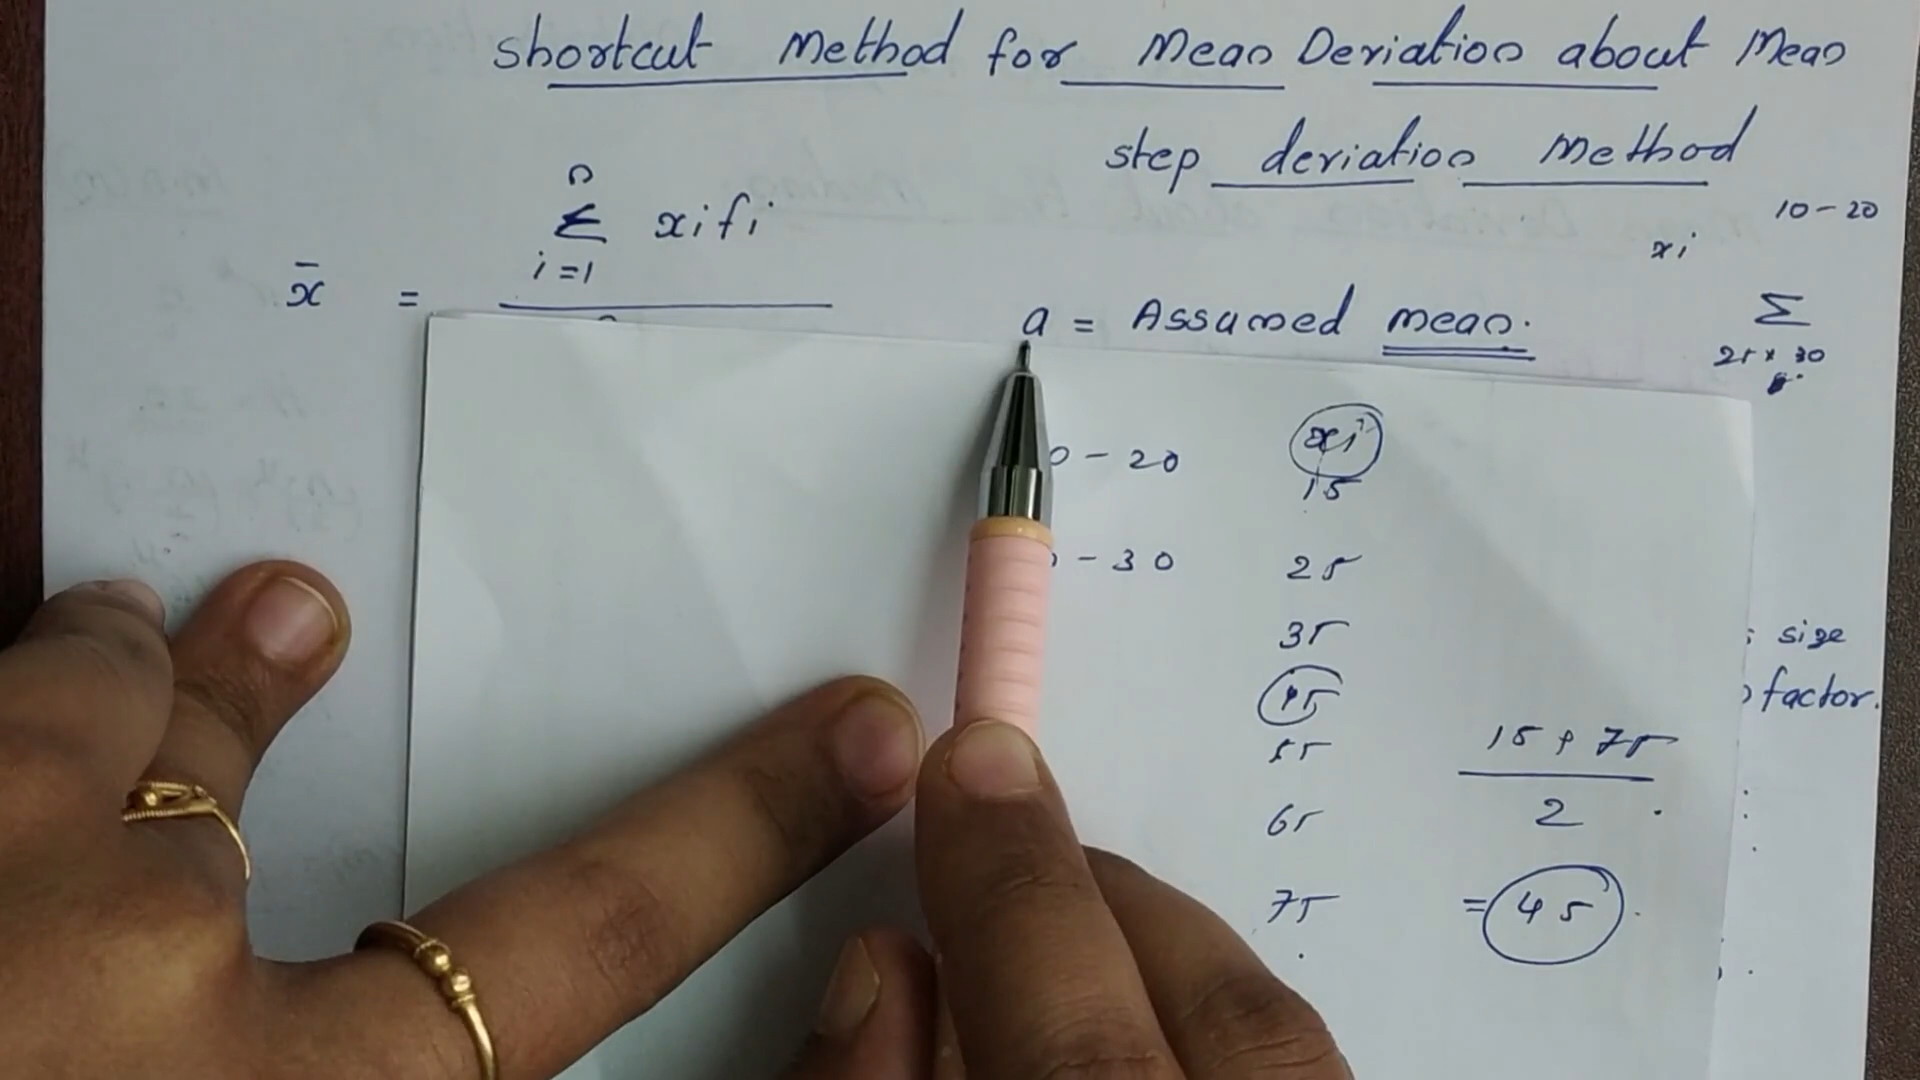 Shortcut Method for Mean Deviation about Mean
step deviation Method
n
Σ xifi
i=1
x̄ =
10-20
xi
a = Assumed mean.
Σ
25 x 30
0-20
xi
15
-30
25
35
45
55
65
75
15 + 75
2
= 45
size
factor.